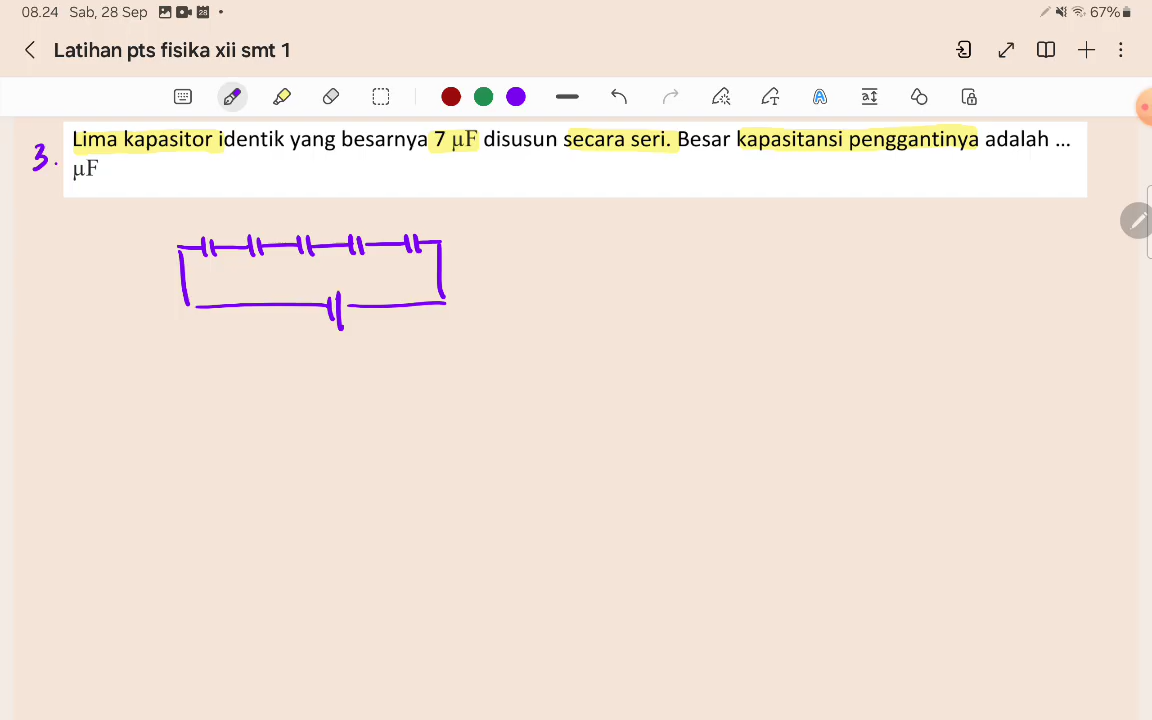 08.24 Sab, 28 Sep 28 67%
Latihan pts fisika xii smt 1
3. Lima kapasitor identik yang besarnya 7 μF disusun secara seri. Besar kapasitansi penggantinya adalah ...
μF